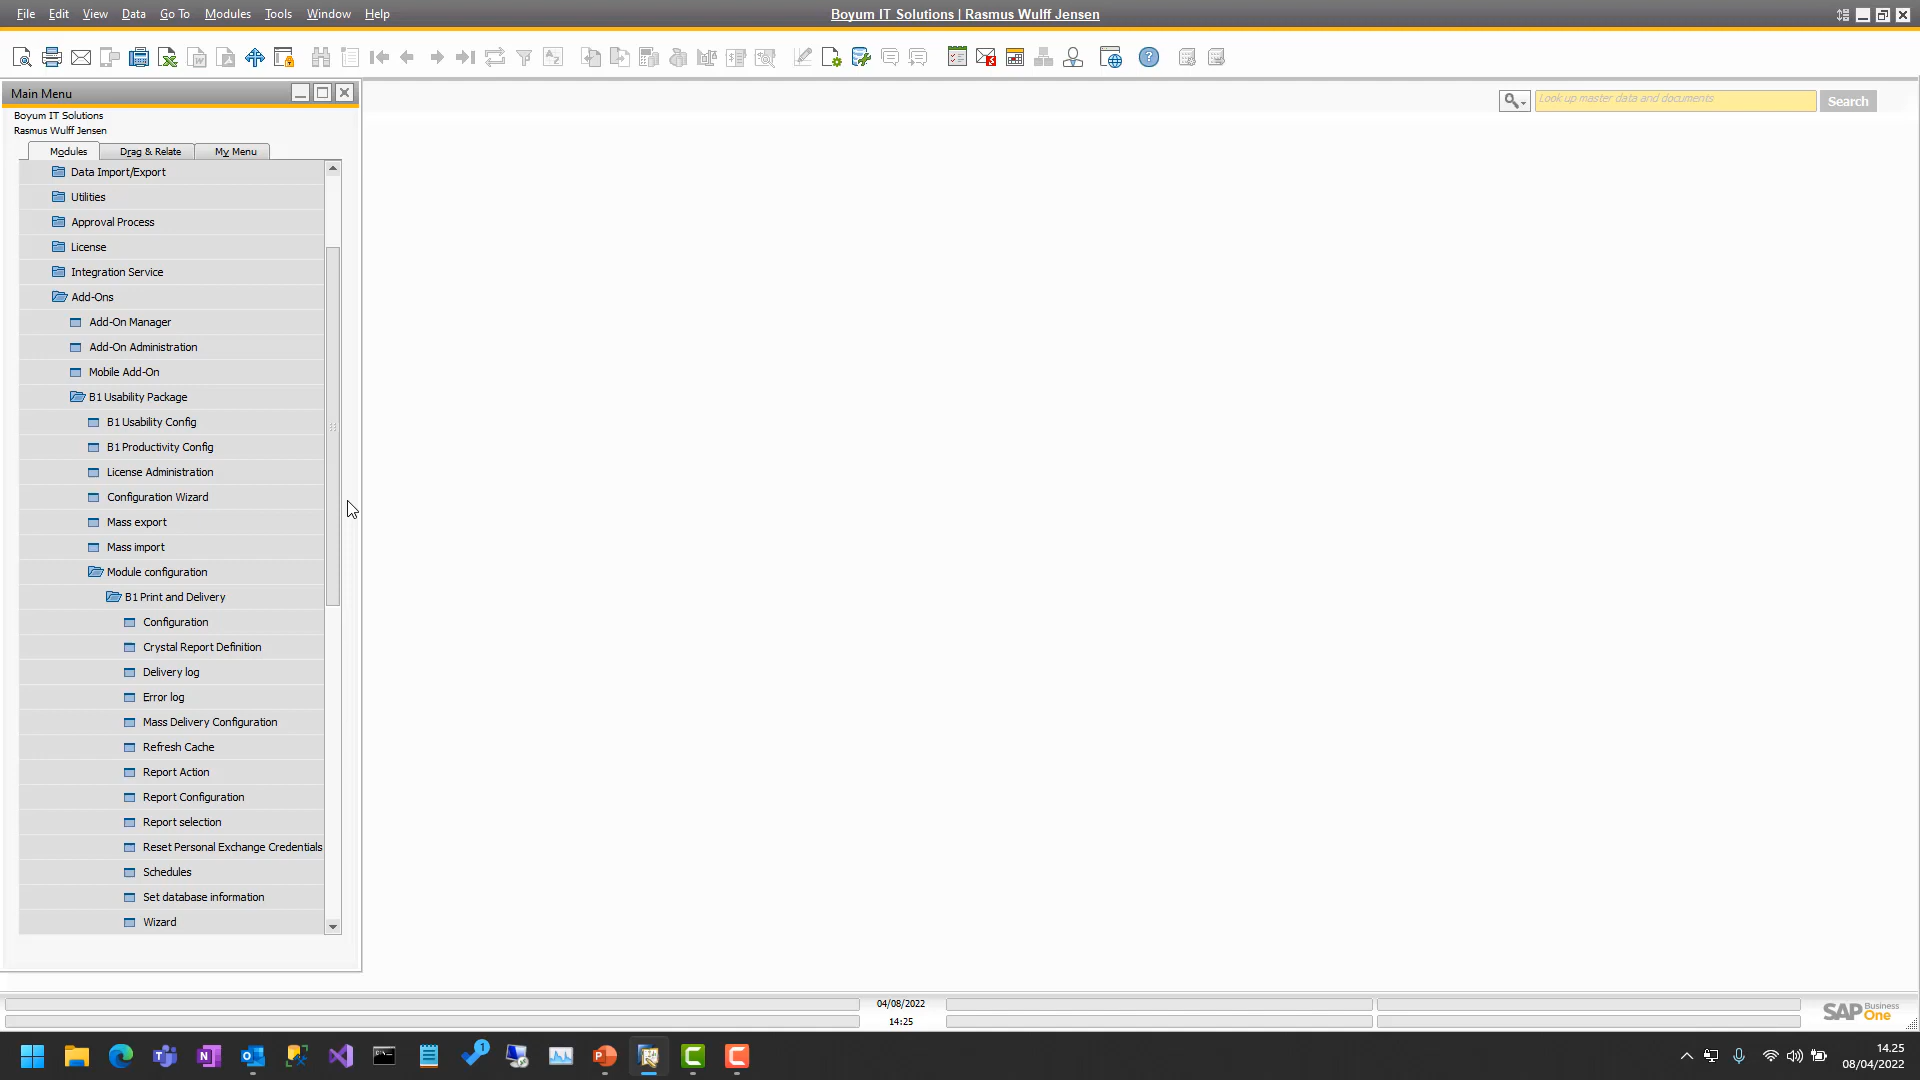 File Edit View Data Go To Modules Tools Window Help
Boyum IT Solutions | Rasmus Wulff Jensen
Main Menu
Boyum IT Solutions
Rasmus Wulff Jensen
Modules Drag & Relate My Menu
Look up master data and documents
Search
Data Import/Export
Utilities
Approval Process
License
Integration Service
Add-Ons
Add-On Manager
Add-On Administration
Mobile Add-On
B1 Usability Package
B1 Usability Config
B1 Productivity Config
License Administration
Configuration Wizard
Mass export
Mass import
Module configuration
B1 Print and Delivery
Configuration
Crystal Report Definition
Delivery log
Error log
Mass Delivery Configuration
Refresh Cache
Report Action
Report Configuration
Report selection
Reset Personal Exchange Credentials
Schedules
Set database information
Wizard
04/08/2022
14:25
SAP Business One
1
14.25
08/04/2022